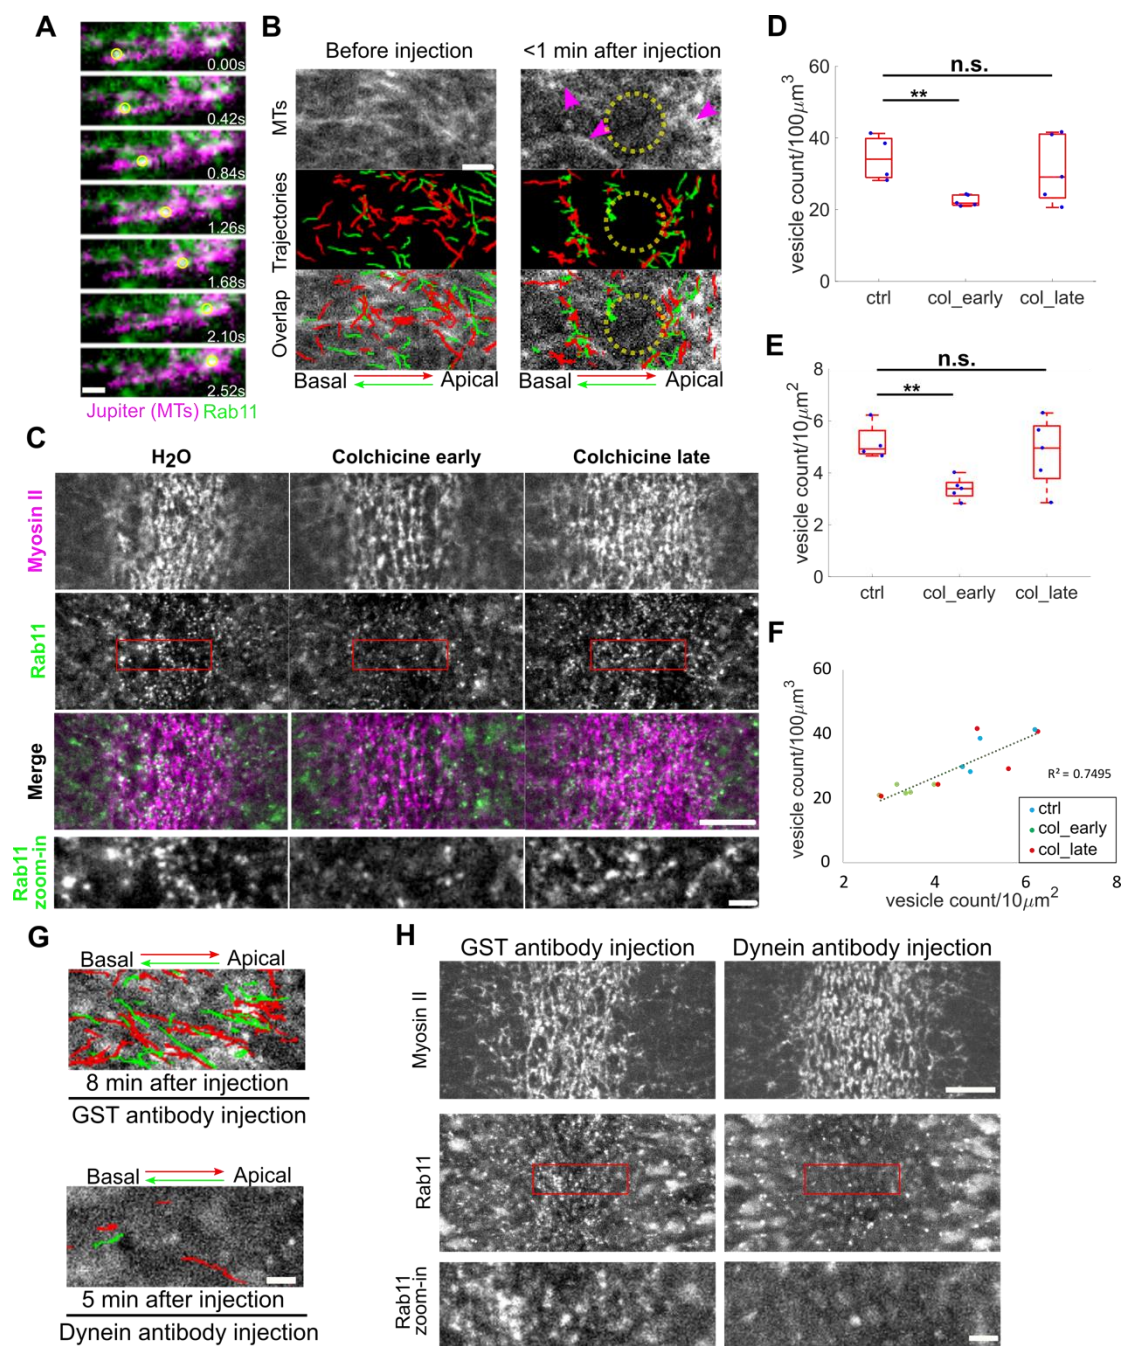 A
0.00s
0.42s
0.84s
1.26s
1.68s
2.10s
2.52s
Jupiter (MTs) Rab11
B
Before injection
<1 min after injection
MTs
Trajectories
Overlap
Basal
Apical
Basal
Apical
C
H2O
Colchicine early
Colchicine late
Myosin II
Rab11
Merge
Rab11
zoom-in
D
n.s.
**
vesicle count/100μm3
60
40
20
0
ctrl
col_early
col_late
E
n.s.
**
vesicle count/10μm2
8
6
4
2
0
ctrl
col_early
col_late
F
vesicle count/100μm3
60
40
20
0
R² = 0.7495
ctrl
col_early
col_late
2
4
6
8
vesicle count/10μm2
G
Basal
Apical
8 min after injection
GST antibody injection
Basal
Apical
5 min after injection
Dynein antibody injection
H
GST antibody injection
Dynein antibody injection
Myosin II
Rab11
Rab11
zoom-in